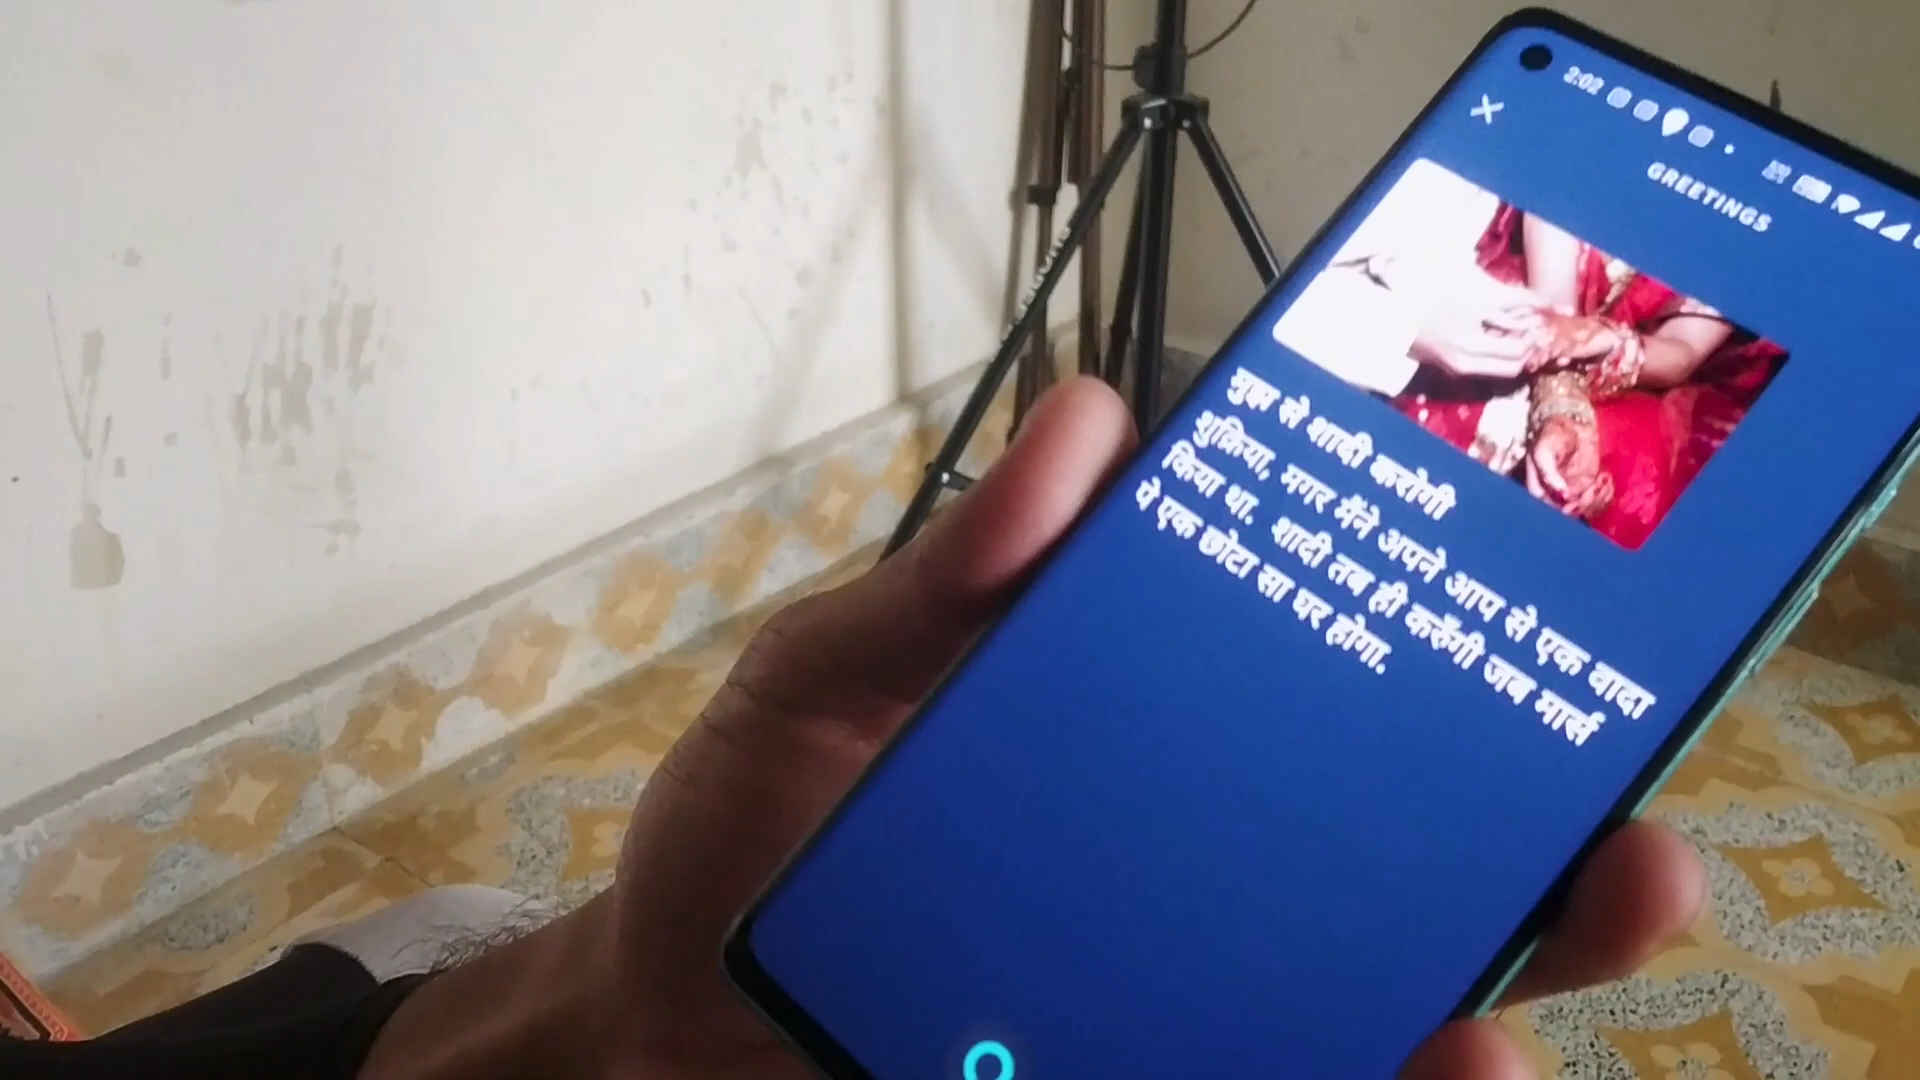 2:02
GREETINGS
मुझ से शादी करोगी
शुक्रिया, मगर मैंने अपने आप से एक वादा
किया था. शादी तब ही करुँगी जब मार्स
पे एक छोटा सा घर होगा.